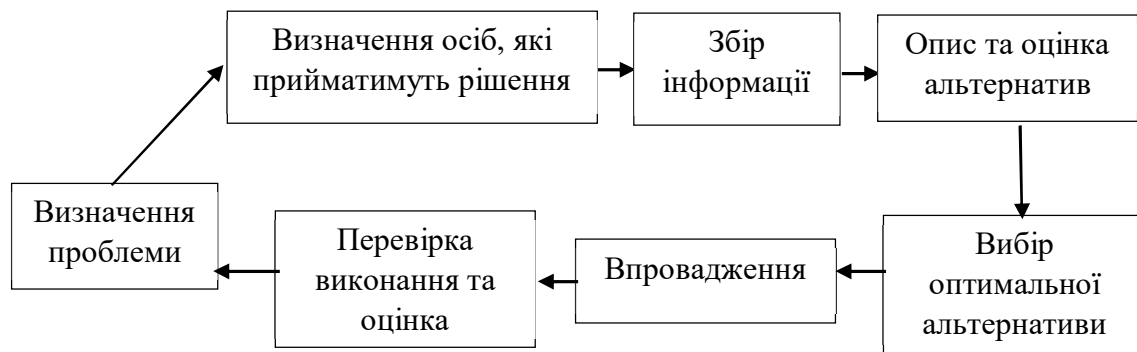 Визначення осіб, які
прийматимуть рішення
Збір
інформації
Опис та оцінка
альтернатив
Визначення
проблеми
Перевірка
виконання та
оцінка
Впровадження
Вибір
оптимальної
альтернативи